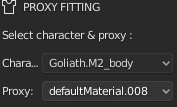 PROXY FITTING
Select character & proxy :
Chara... Goliath.M2_body
Proxy: defaultMaterial.008